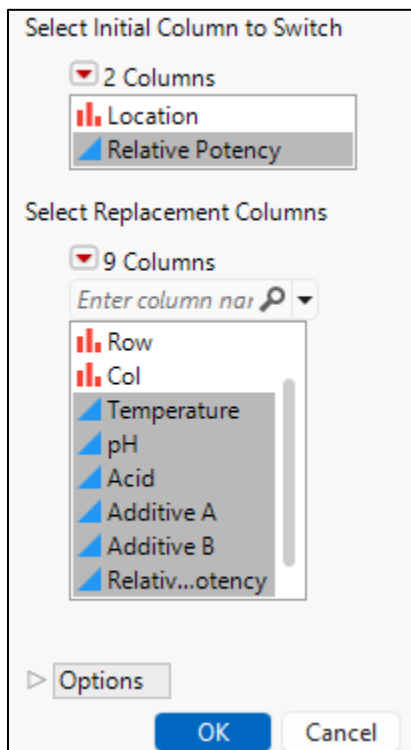 Select Initial Column to Switch
2 Columns
Location
Relative Potency
Select Replacement Columns
9 Columns
Enter column nar
Row
Col
Temperature
pH
Acid
Additive A
Additive B
Relativ...otency
Options
OK Cancel